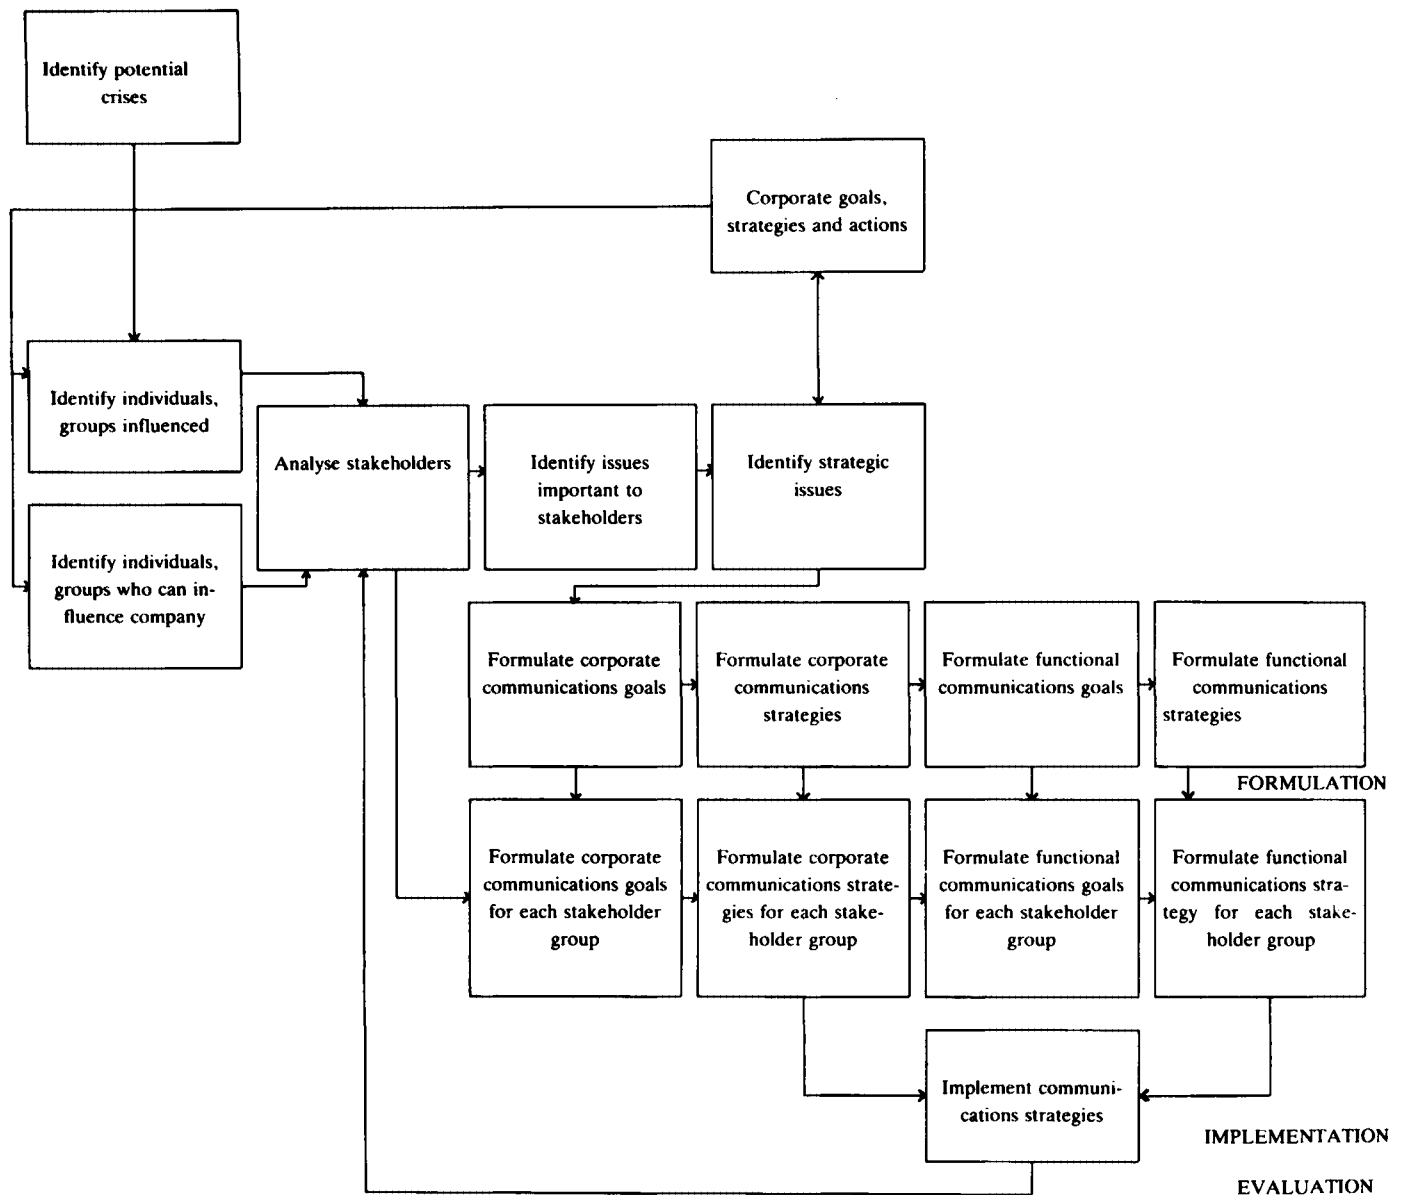 Identify potential
crises
Corporate goals,
strategies and actions
Identify individuals,
groups influenced
Analyse stakeholders
Identify issues
important to
stakeholders
Identify strategic
issues
Identify individuals,
groups who can in-
fluence company
Formulate corporate
communications goals
Formulate corporate
communications
strategies
Formulate functional
communications goals
Formulate functional
communications
strategies
FORMULATION
Formulate corporate
communications goals
for each stakeholder
group
Formulate corporate
communications strate-
gies for each stake-
holder group
Formulate functional
communications goals
for each stakeholder
group
Formulate functional
communications stra-
tegy for each stake-
holder group
Implement communi-
cations strategies
IMPLEMENTATION
EVALUATION